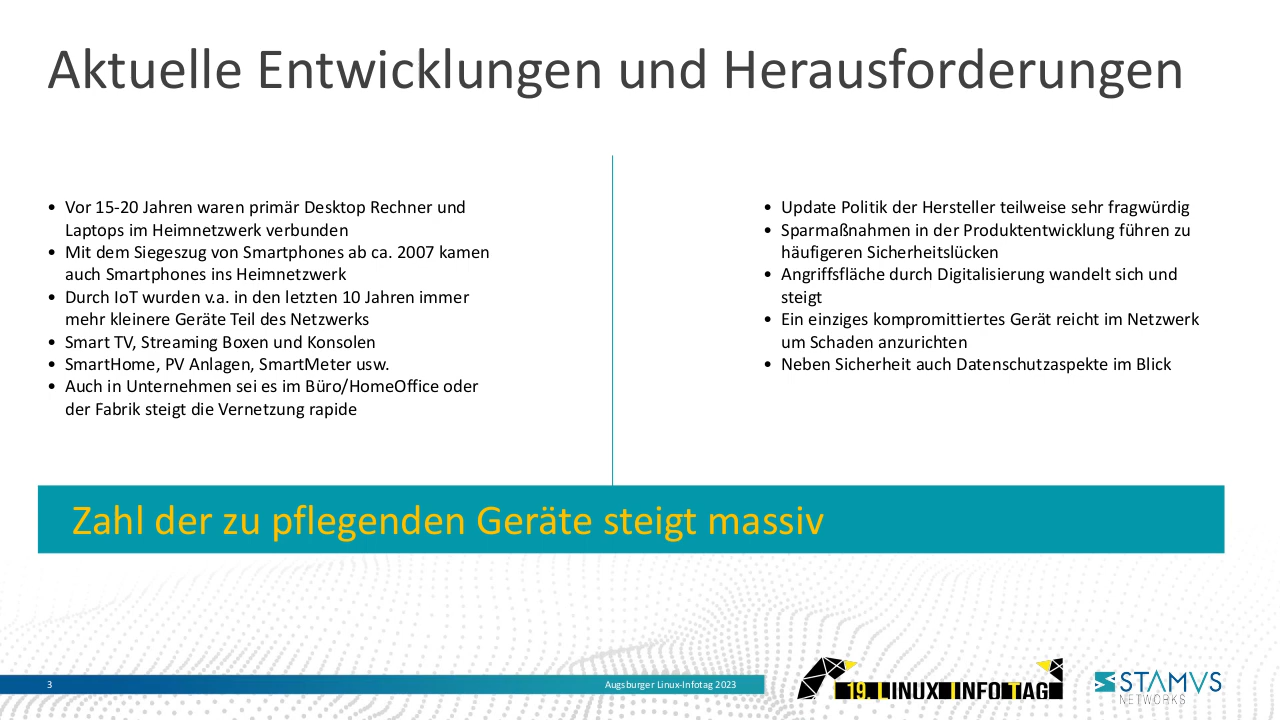 Aktuelle Entwicklungen und Herausforderungen
• Vor 15-20 Jahren waren primär Desktop Rechner und
Laptops im Heimnetzwerk verbunden
• Mit dem Siegeszug von Smartphones ab ca. 2007 kamen
auch Smartphones ins Heimnetzwerk
• Durch IoT wurden v.a. in den letzten 10 Jahren immer
mehr kleinere Geräte Teil des Netzwerks
• Smart TV, Streaming Boxen und Konsolen
• SmartHome, PV Anlagen, SmartMeter usw.
• Auch in Unternehmen sei es im Büro/HomeOffice oder
der Fabrik steigt die Vernetzung rapide
• Update Politik der Hersteller teilweise sehr fragwürdig
• Sparmaßnahmen in der Produktentwicklung führen zu
häufigeren Sicherheitslücken
• Angriffsfläche durch Digitalisierung wandelt sich und
steigt
• Ein einziges kompromittiertes Gerät reicht im Netzwerk
um Schaden anzurichten
• Neben Sicherheit auch Datenschutzaspekte im Blick
Zahl der zu pflegenden Geräte steigt massiv
3
Augsburger Linux-Infotag 2023
19. LINUX INFO TAG
STAMVS
NETWORKS